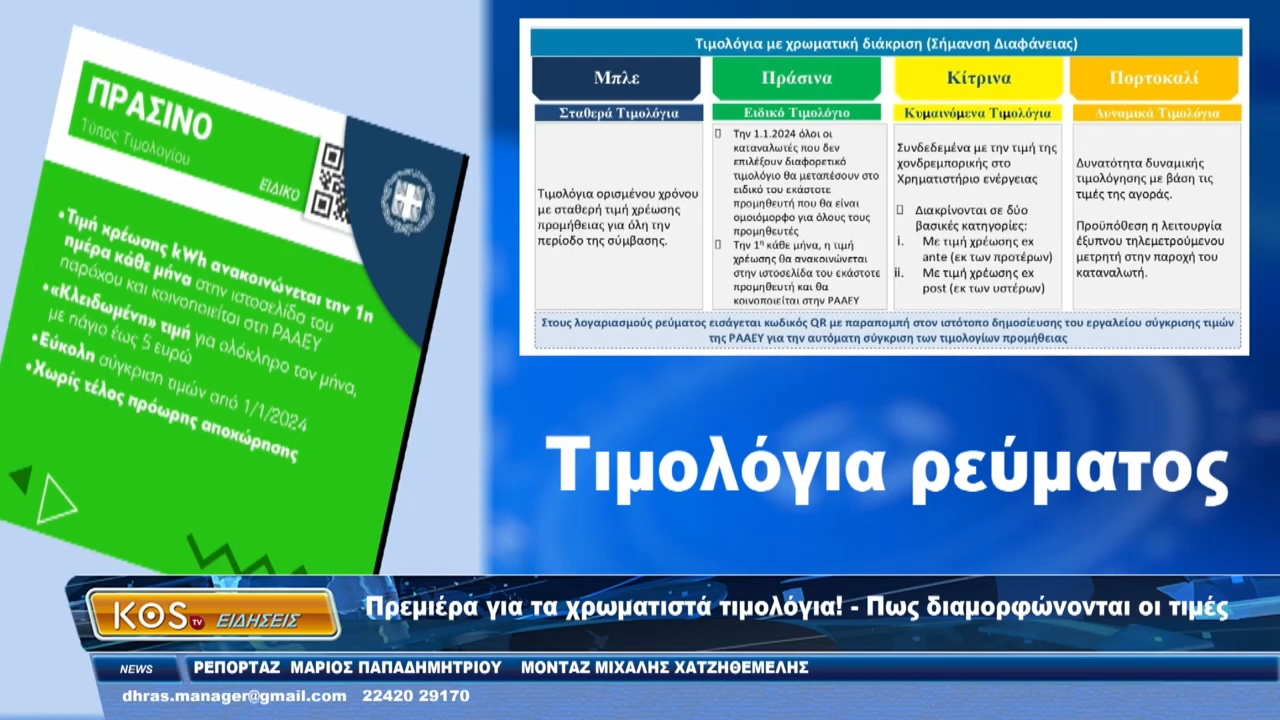 ΠΡΑΣΙΝΟ
Τύπος Τιμολογίου
ΕΙΔΙΚΟ
• Τιμή χρέωσης kWh ανακοινώνεται την 1η
ημέρα κάθε μήνα στην ιστοσελίδα του
παρόχου και κοινοποιείται στη ΡΑΑΕΥ
• «Κλειδωμένη» τιμή για ολόκληρο τον μήνα,
με πάγιο έως 5 ευρώ
• Εύκολη σύγκριση τιμών από 1/1/2024
• Χωρίς τέλος πρόωρης αποχώρησης
Τιμολόγια με χρωματική διάκριση (Σήμανση Διαφάνειας)
Μπλε
Σταθερά Τιμολόγια
Τιμολόγια ορισμένου χρόνου
με σταθερή τιμή χρέωσης
προμήθειας για όλη την
περίοδο της σύμβασης.
Πράσινα
Ειδικό Τιμολόγιο
Την 1.1.2024 όλοι οι
καταναλωτές που δεν
επιλέξουν διαφορετικό
τιμολόγιο θα μεταπέσουν στο
ειδικό του εκάστοτε
προμηθευτή που θα είναι
ομοιόμορφο για όλους τους
προμηθευτές
Την 1η κάθε μήνα, η τιμή
χρέωσης θα ανακοινώνεται
στην ιστοσελίδα του εκάστοτε
προμηθευτή και θα
κοινοποιείται στην ΡΑΑΕΥ
Κίτρινα
Κυμαινόμενα Τιμολόγια
Συνδεδεμένα με την τιμή της
χονδρεμπορικής στο
Χρηματιστήριο ενέργειας
Διακρίνονται σε δύο
βασικές κατηγορίες:
i. Με τιμή χρέωσης ex
ante (εκ των προτέρων)
ii. Με τιμή χρέωσης ex
post (εκ των υστέρων)
Πορτοκαλί
Δυναμικά Τιμολόγια
Δυνατότητα δυναμικής
τιμολόγησης με βάση τις
τιμές της αγοράς.
Προϋπόθεση η λειτουργία
έξυπνου τηλεμετρούμενου
μετρητή στην παροχή του
καταναλωτή.
Στους λογαριασμούς ρεύματος εισάγεται κωδικός QR με παραπομπή στον ιστότοπο δημοσίευσης του εργαλείου σύγκρισης τιμών
της ΡΑΑΕΥ για την αυτόματη σύγκριση των τιμολογίων προμήθειας
Τιμολόγια ρεύματος
KOS TV ΕΙΔΗΣΕΙΣ
Πρεμιέρα για τα χρωματιστά τιμολόγια! - Πως διαμορφώνονται οι τιμές
NEWS
ΡΕΠΟΡΤΑΖ ΜΑΡΙΟΣ ΠΑΠΑΔΗΜΗΤΡΙΟΥ ΜΟΝΤΑΖ ΜΙΧΑΛΗΣ ΧΑΤΖΗΘΕΜΕΛΗΣ
dhras.manager@gmail.com 22420 29170